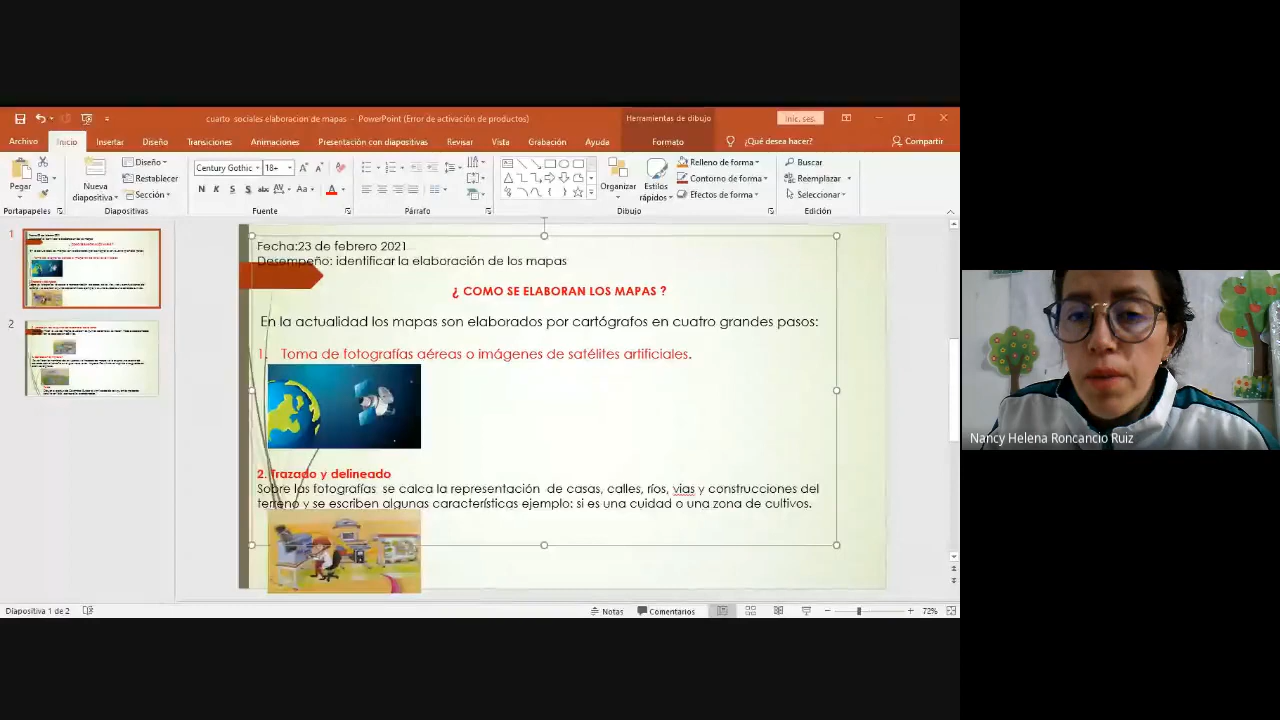 cuarto sociales elaboracion de mapas - PowerPoint (Error de activación de productos)
Herramientas de dibujo
Inic. ses.
Archivo Inicio Insertar Diseño Transiciones Animaciones Presentación con diapositivas Revisar Vista Grabación Ayuda Formato ¿Qué desea hacer? Compartir
Pegar
Nueva diapositiva
Diseño
Restablecer
Sección
Century Gothic 18+
N K S S abc AV Aa A
Organizar
Estilos rápidos
Relleno de forma
Contorno de forma
Efectos de forma
Buscar
Reemplazar
Seleccionar
Portapapeles Diapositivas Fuente Párrafo Dibujo Edición
1
2
Fecha:23 de febrero 2021
Desempeño: identificar la elaboración de los mapas
¿ COMO SE ELABORAN LOS MAPAS ?
En la actualidad los mapas son elaborados por cartógrafos en cuatro grandes pasos:
1. Toma de fotografías aéreas o imágenes de satélites artificiales.
2. Trazado y delineado
Sobre las fotografías se calca la representación de casas, calles, ríos, vias y construcciones del
terreno y se escriben algunas características ejemplo: si es una cuidad o una zona de cultivos.
Diapositiva 1 de 2
Notas Comentarios 72%
Nancy Helena Roncancio Ruiz